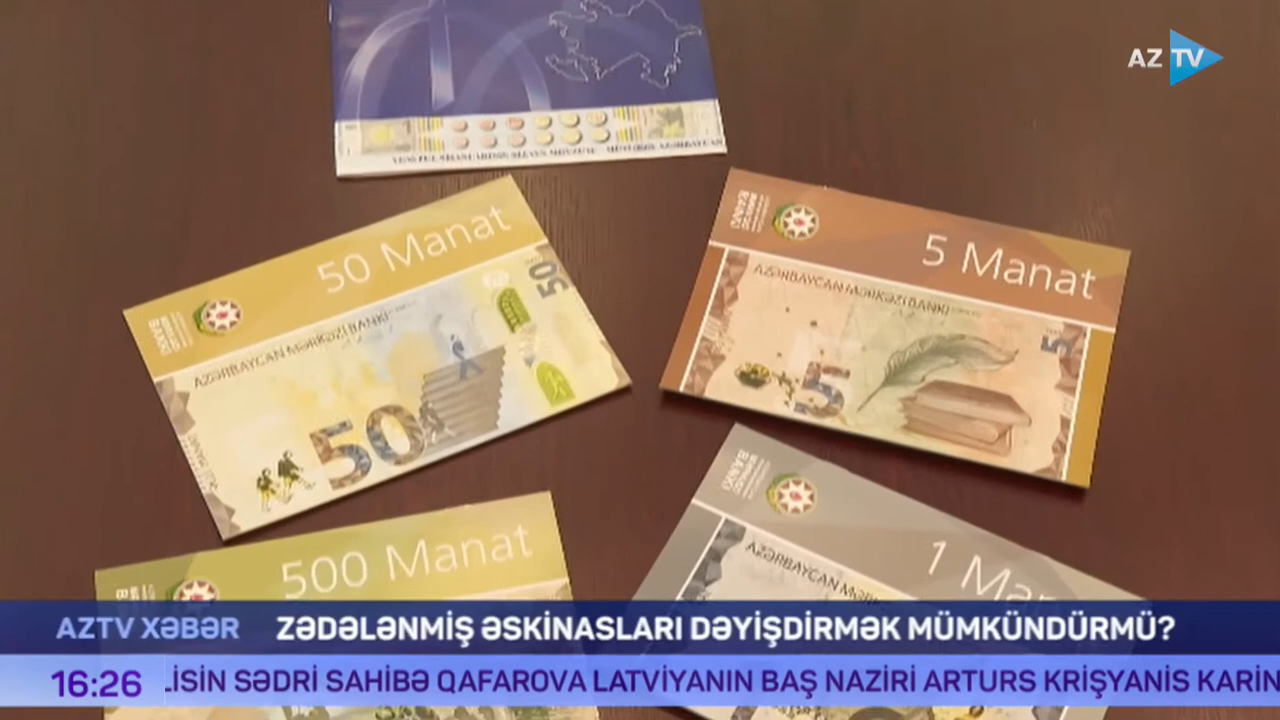 AZ TV
50 Manat
AZƏRBAYCAN MƏRKƏZİ BANKI
50
50
5 Manat
AZƏRBAYCAN MƏRKƏZİ BANKI
5
5
500 Manat
1 Ma
AZƏRBAYCAN
AZTV XƏBƏR
ZƏDƏLƏNMİŞ ƏSKİNASLARI DƏYİŞDİRMƏK MÜMKÜNDÜRMÜ?
16:26
LİSİN SƏDRİ SAHİBƏ QAFAROVA LATVİYANIN BAŞ NAZİRİ ARTURS KRİŞYANİS KARİN